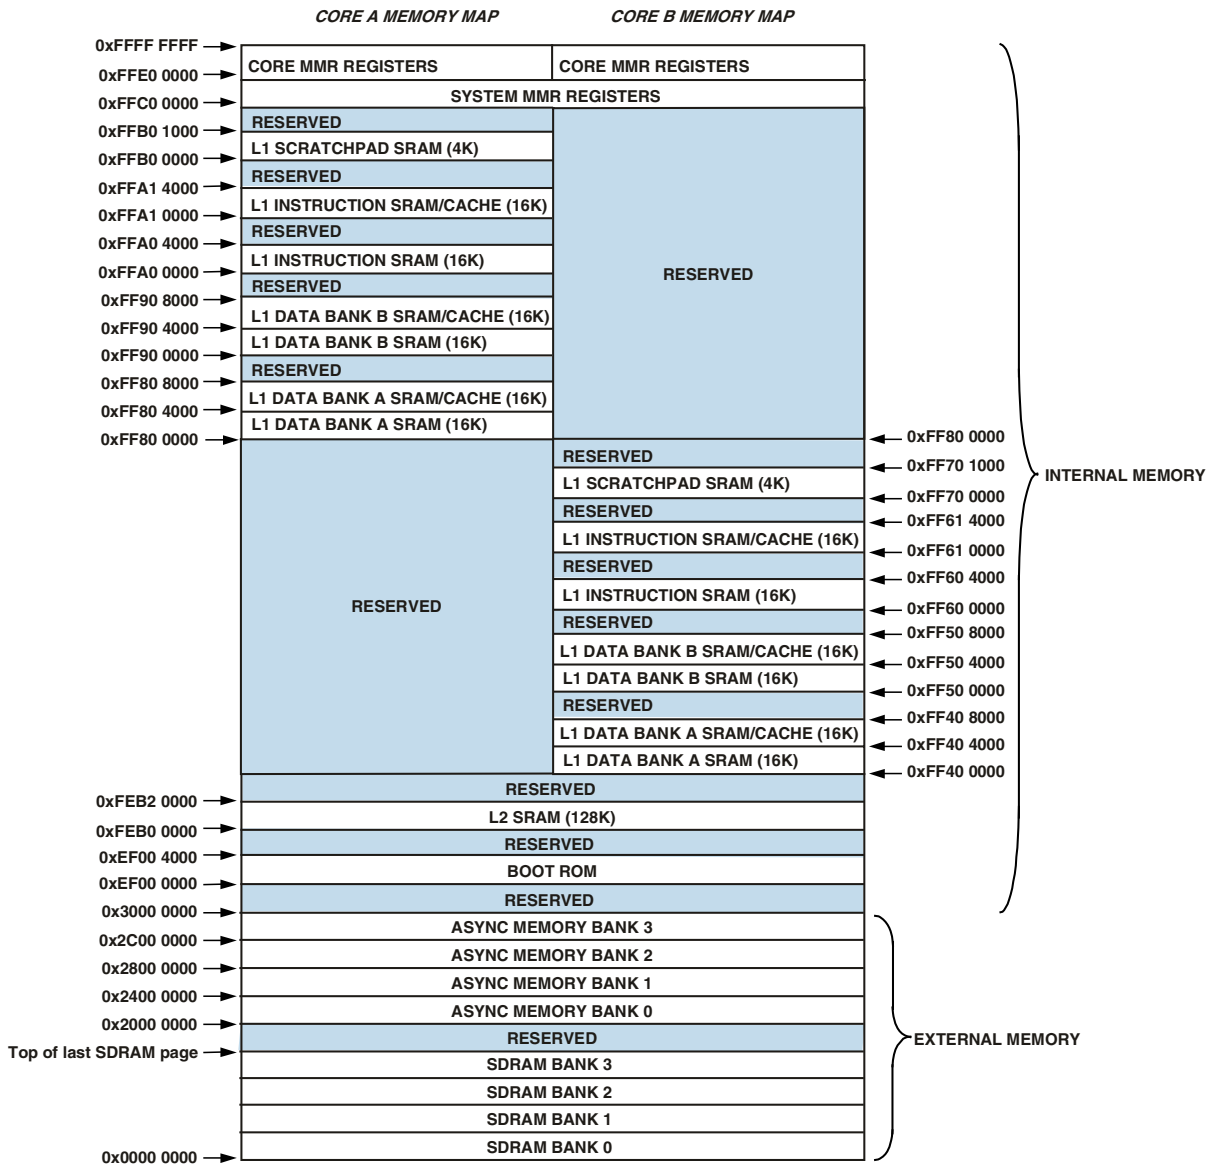 CORE A MEMORY MAP CORE B MEMORY MAP
0xFFFF FFFF
CORE MMR REGISTERS CORE MMR REGISTERS
0xFFE0 0000
SYSTEM MMR REGISTERS
0xFFC0 0000
RESERVED
0xFFB0 1000
L1 SCRATCHPAD SRAM (4K)
0xFFB0 0000
RESERVED
0xFFA1 4000
L1 INSTRUCTION SRAM/CACHE (16K)
0xFFA1 0000
RESERVED
0xFFA0 4000
L1 INSTRUCTION SRAM (16K)
0xFFA0 0000
RESERVED
RESERVED
0xFF90 8000
L1 DATA BANK B SRAM/CACHE (16K)
0xFF90 4000
L1 DATA BANK B SRAM (16K)
0xFF90 0000
RESERVED
0xFF80 8000
L1 DATA BANK A SRAM/CACHE (16K)
0xFF80 4000
L1 DATA BANK A SRAM (16K)
0xFF80 0000
0xFF80 0000
RESERVED
0xFF70 1000
INTERNAL MEMORY
L1 SCRATCHPAD SRAM (4K)
0xFF70 0000
RESERVED
0xFF61 4000
L1 INSTRUCTION SRAM/CACHE (16K)
0xFF61 0000
RESERVED
0xFF60 4000
L1 INSTRUCTION SRAM (16K)
RESERVED
0xFF60 0000
RESERVED
0xFF50 8000
L1 DATA BANK B SRAM/CACHE (16K)
0xFF50 4000
L1 DATA BANK B SRAM (16K)
0xFF50 0000
RESERVED
0xFF40 8000
L1 DATA BANK A SRAM/CACHE (16K)
0xFF40 4000
L1 DATA BANK A SRAM (16K)
0xFF40 0000
RESERVED
0xFEB2 0000
L2 SRAM (128K)
0xFEB0 0000
RESERVED
0xEF00 4000
BOOT ROM
0xEF00 0000
RESERVED
0x3000 0000
ASYNC MEMORY BANK 3
0x2C00 0000
ASYNC MEMORY BANK 2
0x2800 0000
ASYNC MEMORY BANK 1
0x2400 0000
ASYNC MEMORY BANK 0
0x2000 0000
RESERVED
EXTERNAL MEMORY
Top of last SDRAM page
SDRAM BANK 3
SDRAM BANK 2
SDRAM BANK 1
SDRAM BANK 0
0x0000 0000